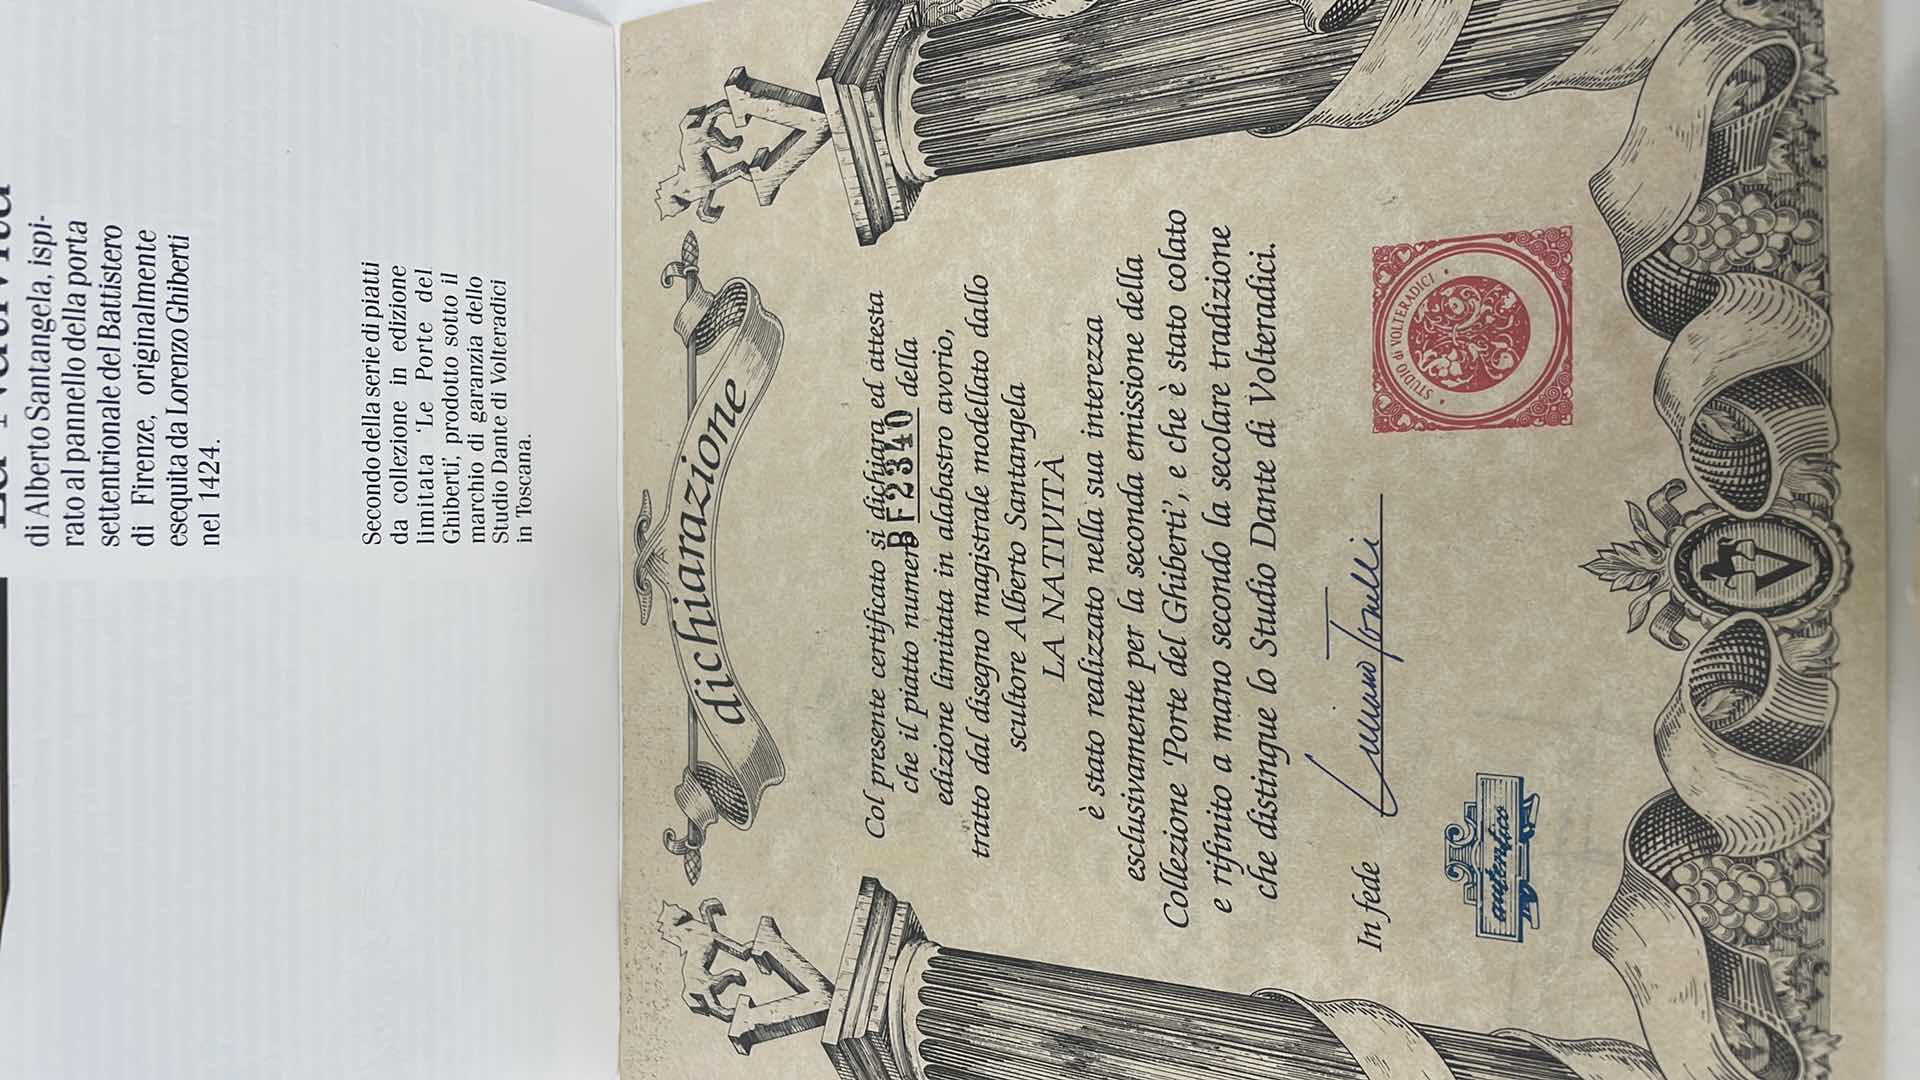 La Natività
di Alberto Santangela, ispi-
rato al pannello della porta
settentrionale del Battistero
di Firenze, originalmente
esequita da Lorenzo Ghiberti
nel 1424.
Secondo della serie di piatti
da collezione in edizione
limitata 'Le Porte del
Ghiberti', prodotto sotto il
marchio di garanzia dello
Studio Dante di Volteradici
in Toscana.
dichiarazione
Col presente certificato si dichiara ed attesta
che il piatto numero BF2340 della
edizione limitata in alabastro avorio,
tratto dal disegno magistrale modellato dallo
scultore Alberto Santangela
LA NATIVITÀ
è stato realizzato nella sua interezza
esclusivamente per la seconda emissione della
Collezione 'Porte del Ghiberti', e che è stato colato
e rifinito a mano secondo la secolare tradizione
che distingue lo Studio Dante di Volteradici.
In fede
autentico
STUDIO di VOLTERADICI
V